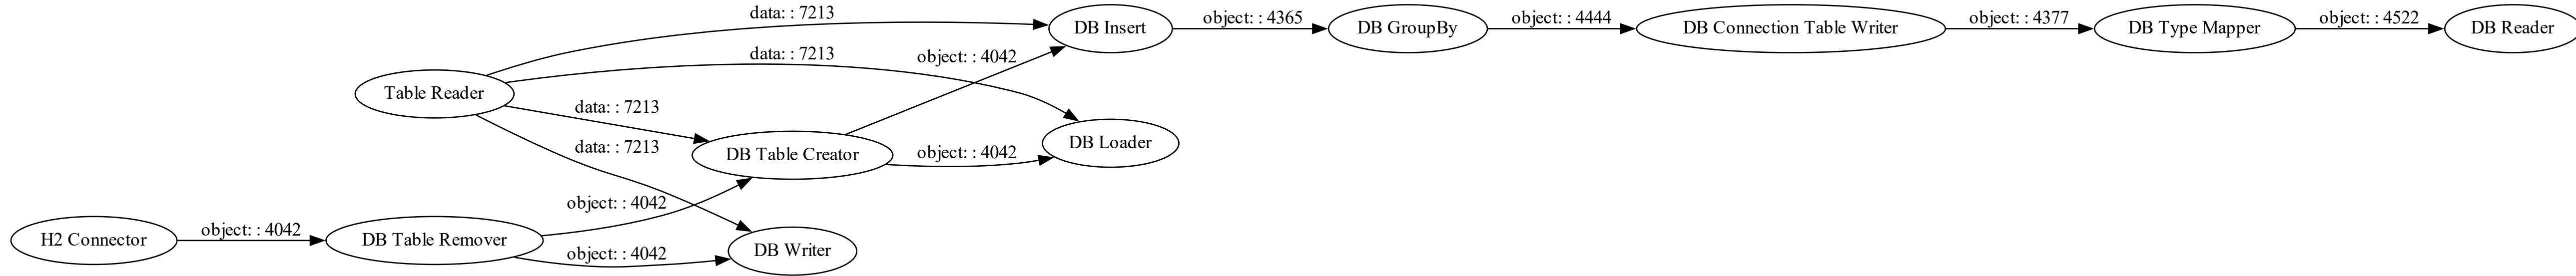 data: : 7213
DB Insert
object: : 4365
DB GroupBy
object: : 4444
DB Connection Table Writer
object: : 4377
DB Type Mapper
object: : 4522
DB Reader
data: : 7213
object: : 4042
Table Reader
data: : 7213
data: : 7213
DB Table Creator
object: : 4042
DB Loader
object: : 4042
H2 Connector
object: : 4042
DB Table Remover
object: : 4042
DB Writer